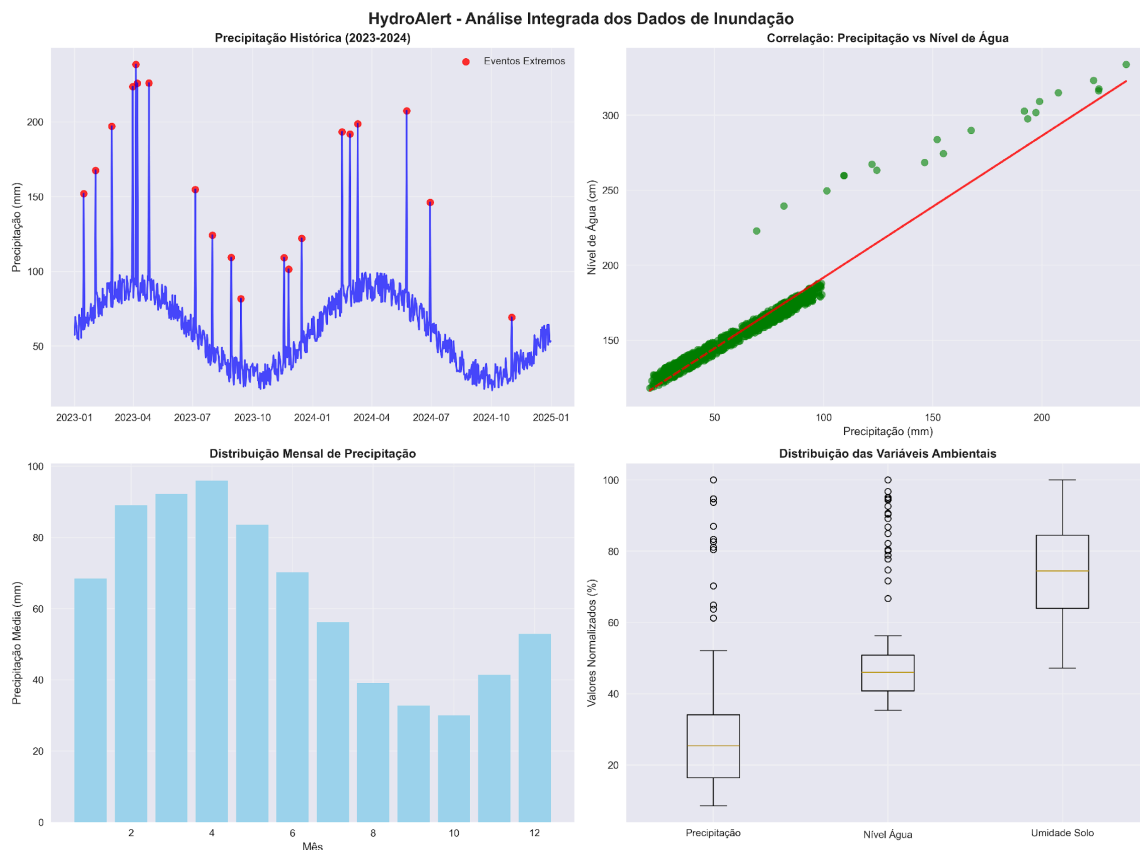 HydroAlert - Análise Integrada dos Dados de Inundação
Precipitação Histórica (2023-2024)
Eventos Extremos
Precipitação (mm)
200
150
100
50
2023-01 2023-04 2023-07 2023-10 2024-01 2024-04 2024-07 2024-10 2025-01
Correlação: Precipitação vs Nível de Água
Nível de Água (cm)
300
250
200
150
50 100 150 200
Precipitação (mm)
Distribuição Mensal de Precipitação
Precipitação Média (mm)
100
80
60
40
20
0
2 4 6 8 10 12
Mês
Distribuição das Variáveis Ambientais
Valores Normalizados (%)
100
80
60
40
20
Precipitação Nível Água Umidade Solo